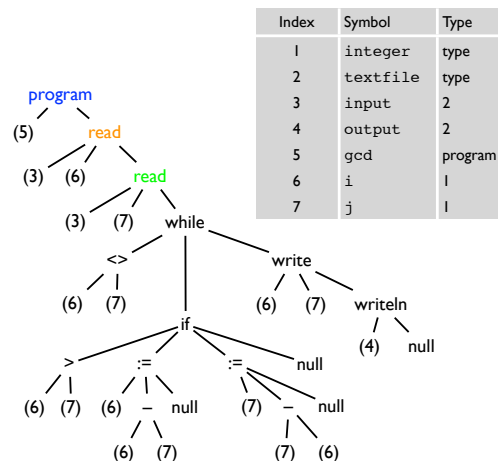 Index Symbol Type
1 integer type
2 textfile type
3 input 2
4 output 2
5 gcd program
6 i 1
7 j 1
program
(5) read
(3) (6) read
(3) (7) while
<> write
(6) (7) (6) (7) writeln
if (4) null
> := := null
(6) (7) (6) − null (7) − null
(6) (7) (7) (6)